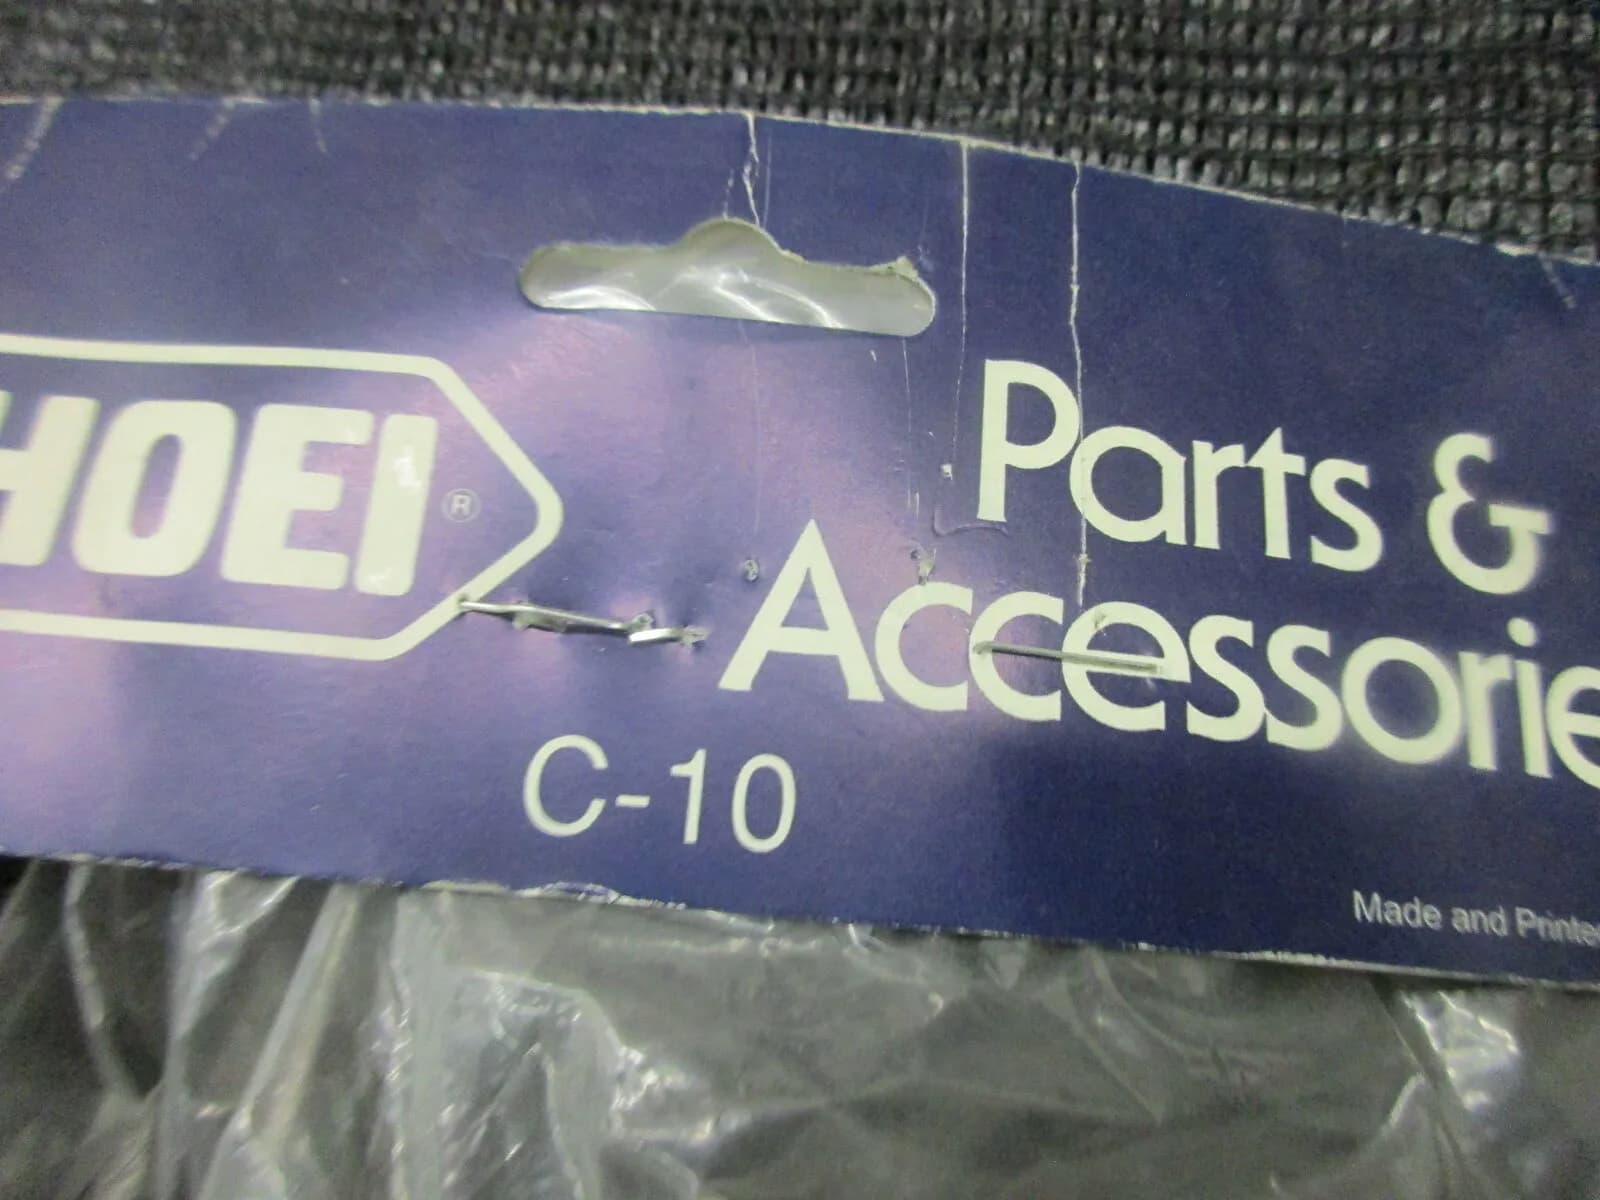 HOEI ®
Parts &
Accessorie
C-10
Made and Printe